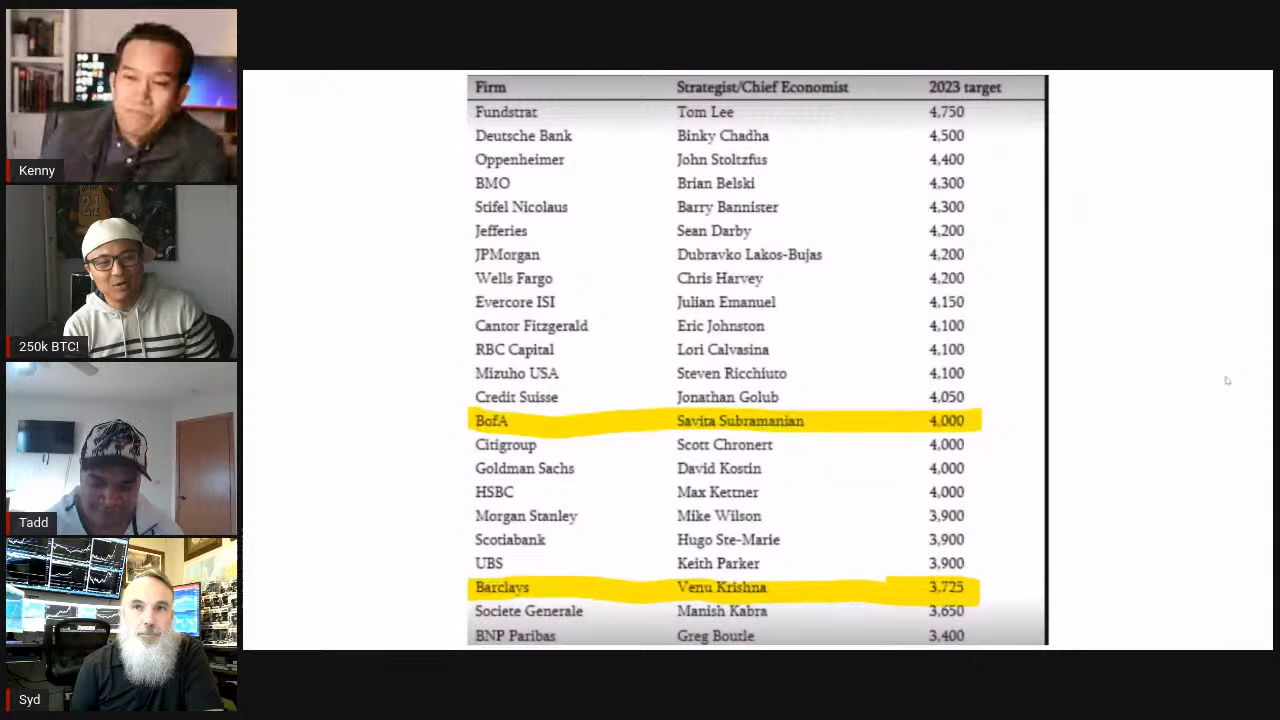 Kenny
250k BTC!
Tadd
Syd
21
Firm Strategist/Chief Economist 2023 target
Fundstrat Tom Lee 4,750
Deutsche Bank Binky Chadha 4,500
Oppenheimer John Stoltzfus 4,400
BMO Brian Belski 4,300
Stifel Nicolaus Barry Bannister 4,300
Jefferies Sean Darby 4,200
JPMorgan Dubravko Lakos-Bujas 4,200
Wells Fargo Chris Harvey 4,200
Evercore ISI Julian Emanuel 4,150
Cantor Fitzgerald Eric Johnston 4,100
RBC Capital Lori Calvasina 4,100
Mizuho USA Steven Ricchiuto 4,100
Credit Suisse Jonathan Golub 4,050
BofA Savita Subramanian 4,000
Citigroup Scott Chronert 4,000
Goldman Sachs David Kostin 4,000
HSBC Max Kettner 4,000
Morgan Stanley Mike Wilson 3,900
Scotiabank Hugo Ste-Marie 3,900
UBS Keith Parker 3,900
Barclays Venu Krishna 3,725
Societe Generale Manish Kabra 3,650
BNP Paribas Greg Boutle 3,400